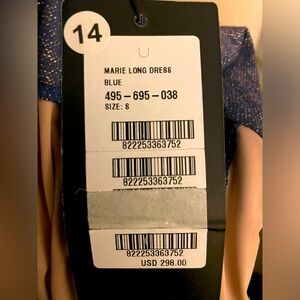 14
MARIE LONG DRESS
BLUE
495-695-038
SIZE: S
822253363752
822253363752
822253363752
USD 298.00